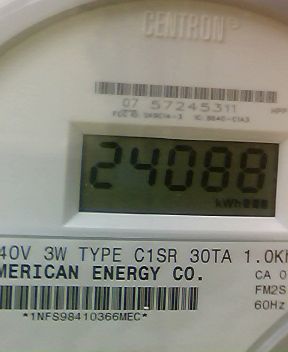 CENTRON®
07 57245311
24088
kWh
40V 3W TYPE C1SR 30TA 1.0Kh
MERICAN ENERGY CO.
CA 0
FM2S
60Hz
*1NFS98410366MEC*